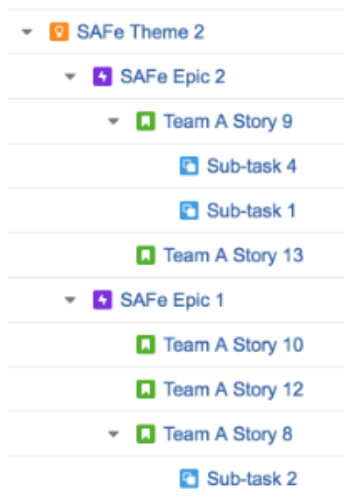 SAFe Theme 2
SAFe Epic 2
Team A Story 9
Sub-task 4
Sub-task 1
Team A Story 13
SAFe Epic 1
Team A Story 10
Team A Story 12
Team A Story 8
Sub-task 2